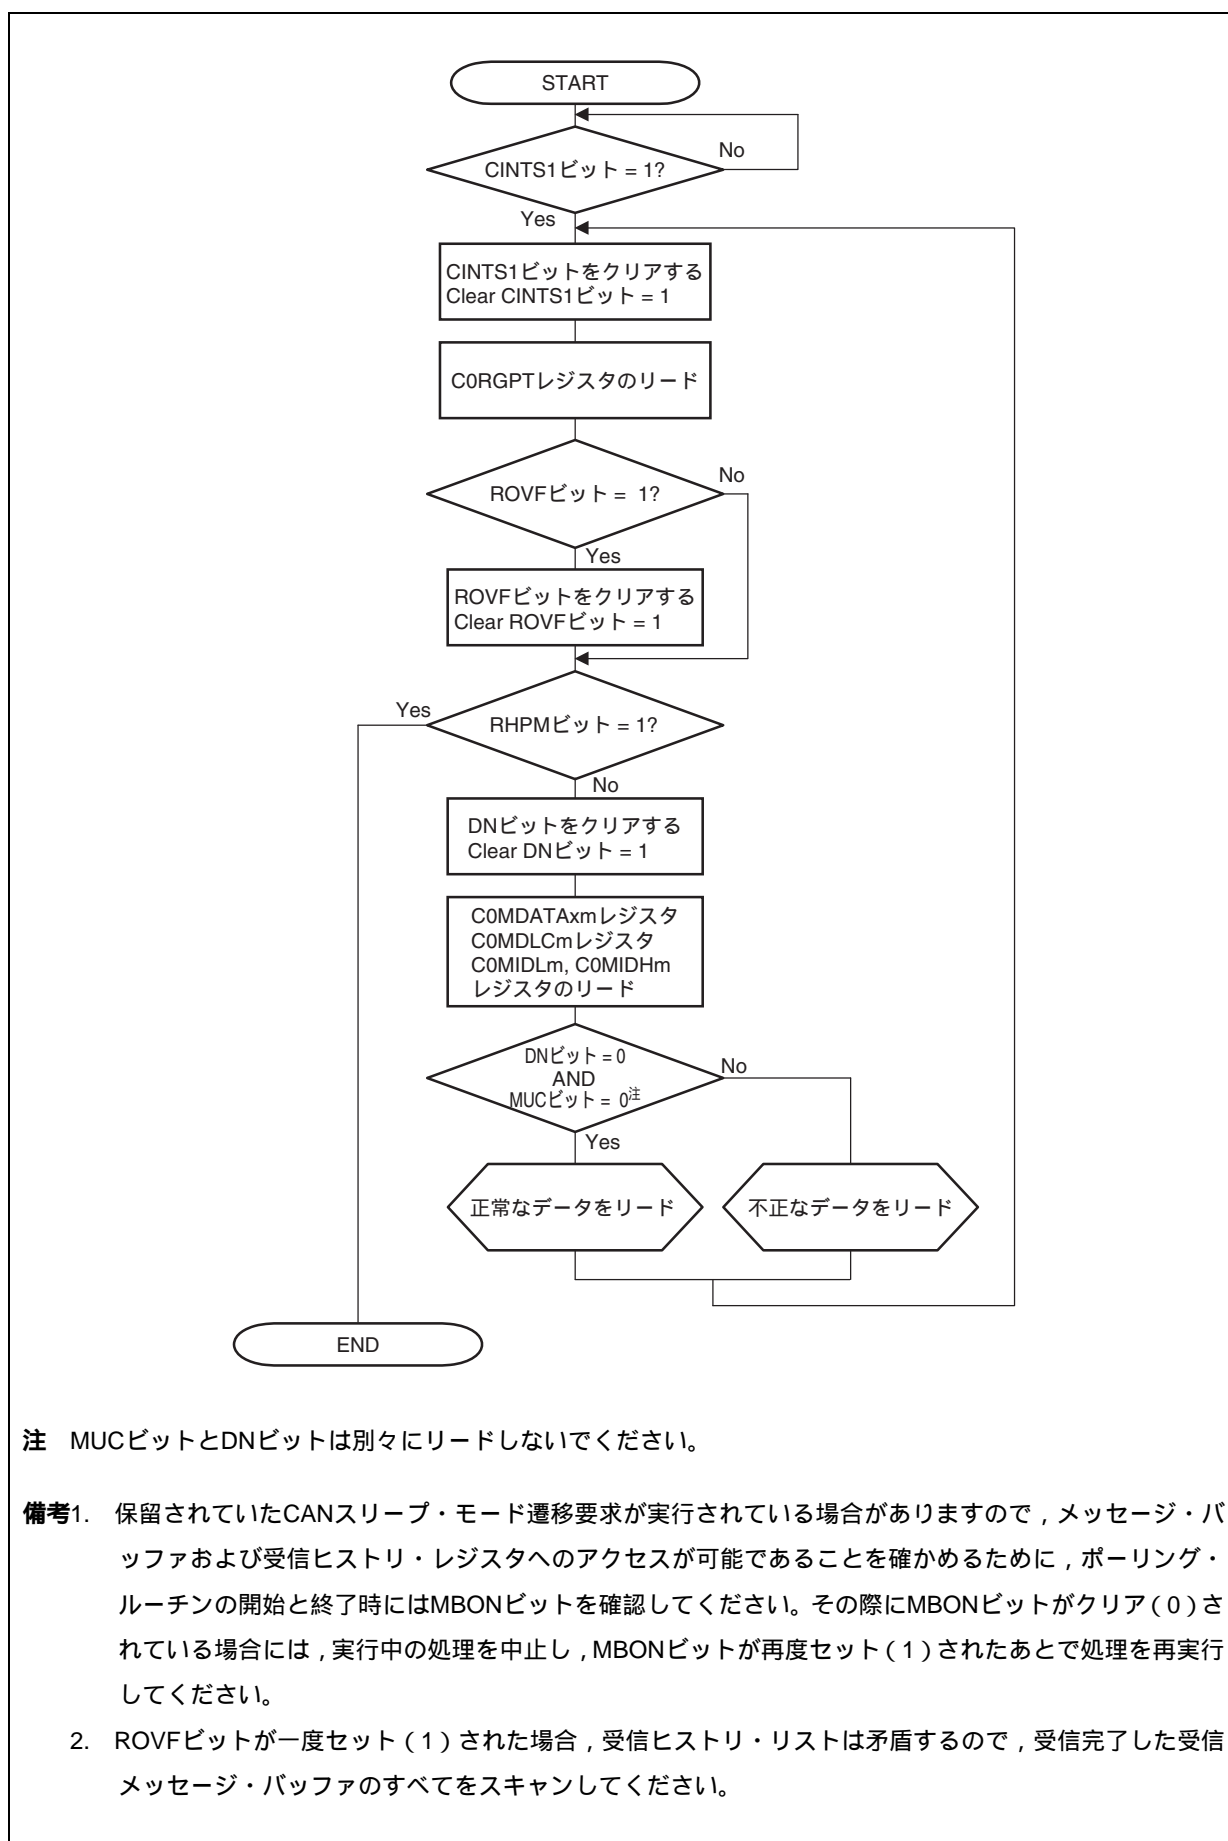 START
CINTS1ビット = 1?
No
Yes
CINTS1ビットをクリアする
Clear CINTS1ビット = 1
C0RGPTレジスタのリード
ROVFビット = 1?
No
Yes
ROVFビットをクリアする
Clear ROVFビット = 1
Yes
RHPMビット = 1?
No
DNビットをクリアする
Clear DNビット = 1
C0MDATAxmレジスタ
C0MDLCmレジスタ
C0MIDLm, C0MIDHm
レジスタのリード
DNビット = 0
AND
MUCビット = 0注
No
Yes
正常なデータをリード
不正なデータをリード
END
注 MUCビットとDNビットは別々にリードしないでください。
備考1. 保留されていたCANスリープ・モード遷移要求が実行されている場合がありますので，メッセージ・バ
ッファおよび受信ヒストリ・レジスタへのアクセスが可能であることを確かめるために，ポーリング・
ルーチンの開始と終了時にはMBONビットを確認してください。その際にMBONビットがクリア（0）さ
れている場合には，実行中の処理を中止し，MBONビットが再度セット（1）されたあとで処理を再実行
してください。
2. ROVFビットが一度セット（1）された場合，受信ヒストリ・リストは矛盾するので，受信完了した受信
メッセージ・バッファのすべてをスキャンしてください。